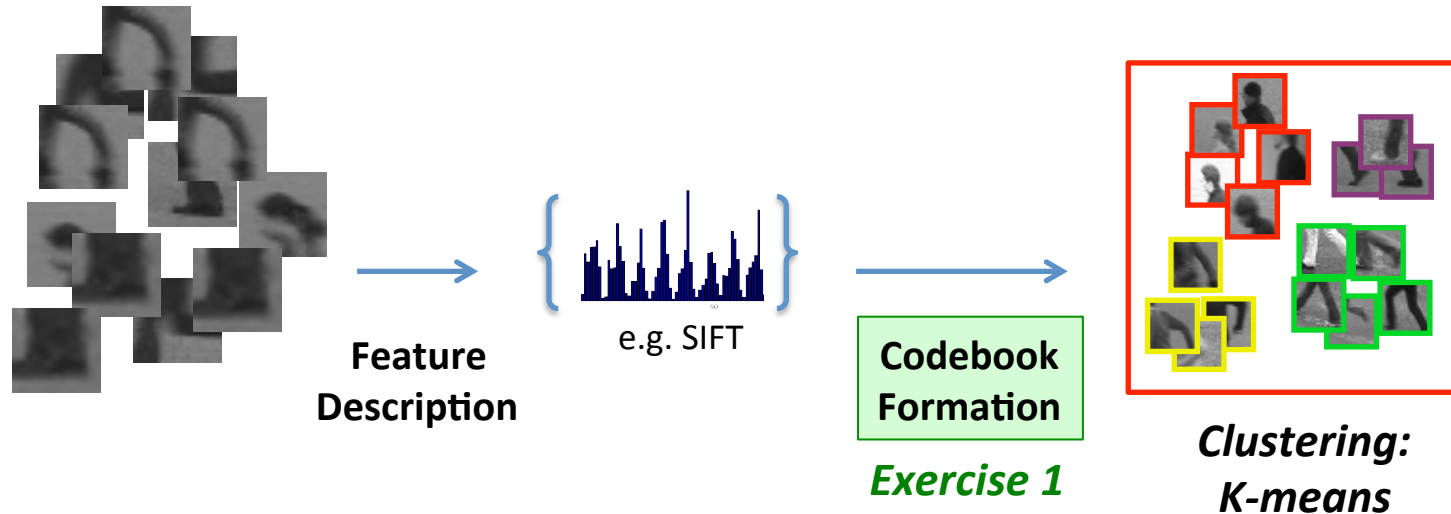 Feature
Description
e.g. SIFT
Codebook
Formation
Exercise 1
Clustering:
K-means